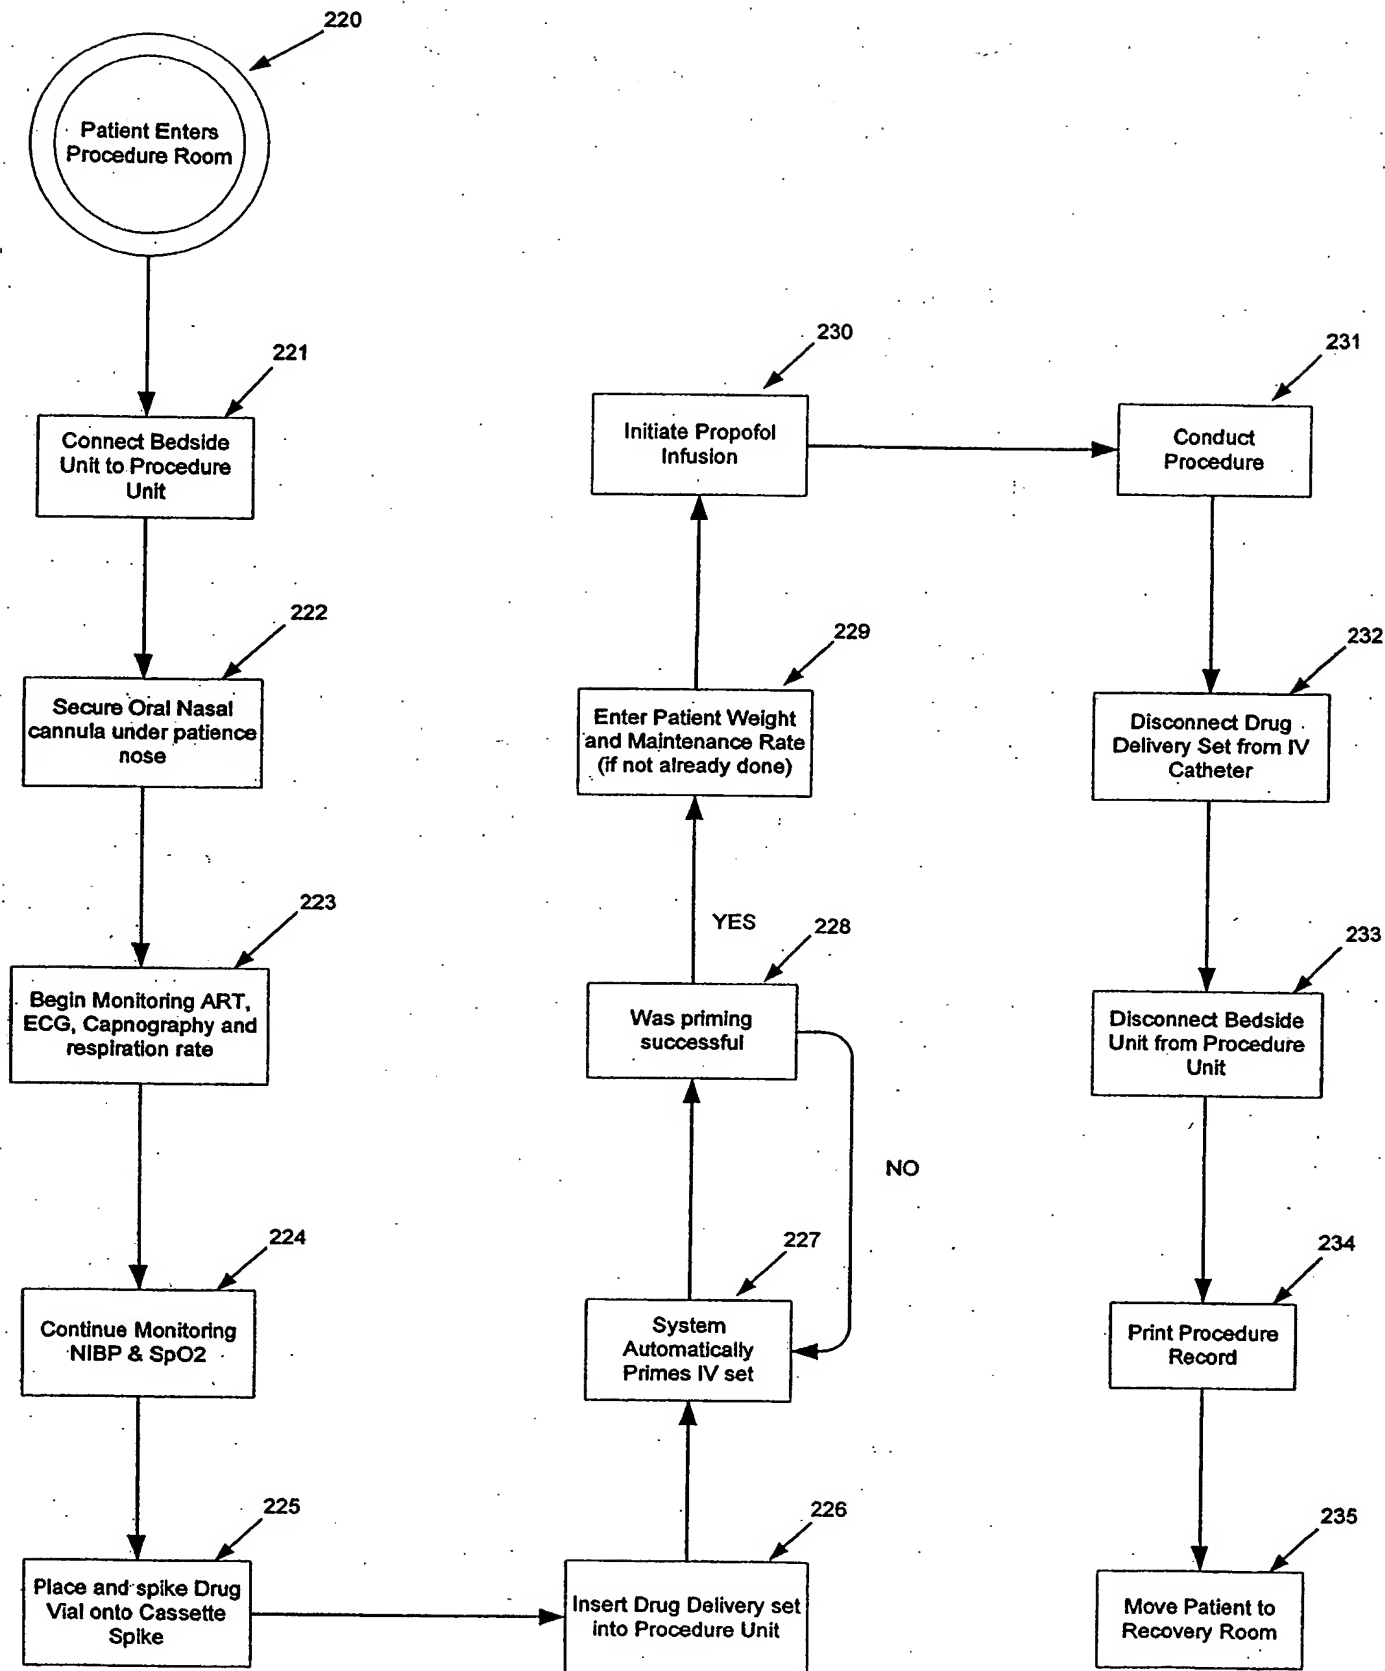 220
Patient Enters
Procedure Room
221
Connect Bedside
Unit to Procedure
Unit
222
Secure Oral Nasal
cannula under patience
nose
223
Begin Monitoring ART,
ECG, Capnography and
respiration rate
224
Continue Monitoring
NIBP & SpO2
225
Place and spike Drug
Vial onto Cassette
Spike
226
Insert Drug Delivery set
into Procedure Unit
227
System
Automatically
Primes IV set
228
Was priming
successful
YES
NO
229
Enter Patient Weight
and Maintenance Rate
(if not already done)
230
Initiate Propofol
Infusion
231
Conduct
Procedure
232
Disconnect Drug
Delivery Set from IV
Catheter
233
Disconnect Bedside
Unit from Procedure
Unit
234
Print Procedure
Record
235
Move Patient to
Recovery Room